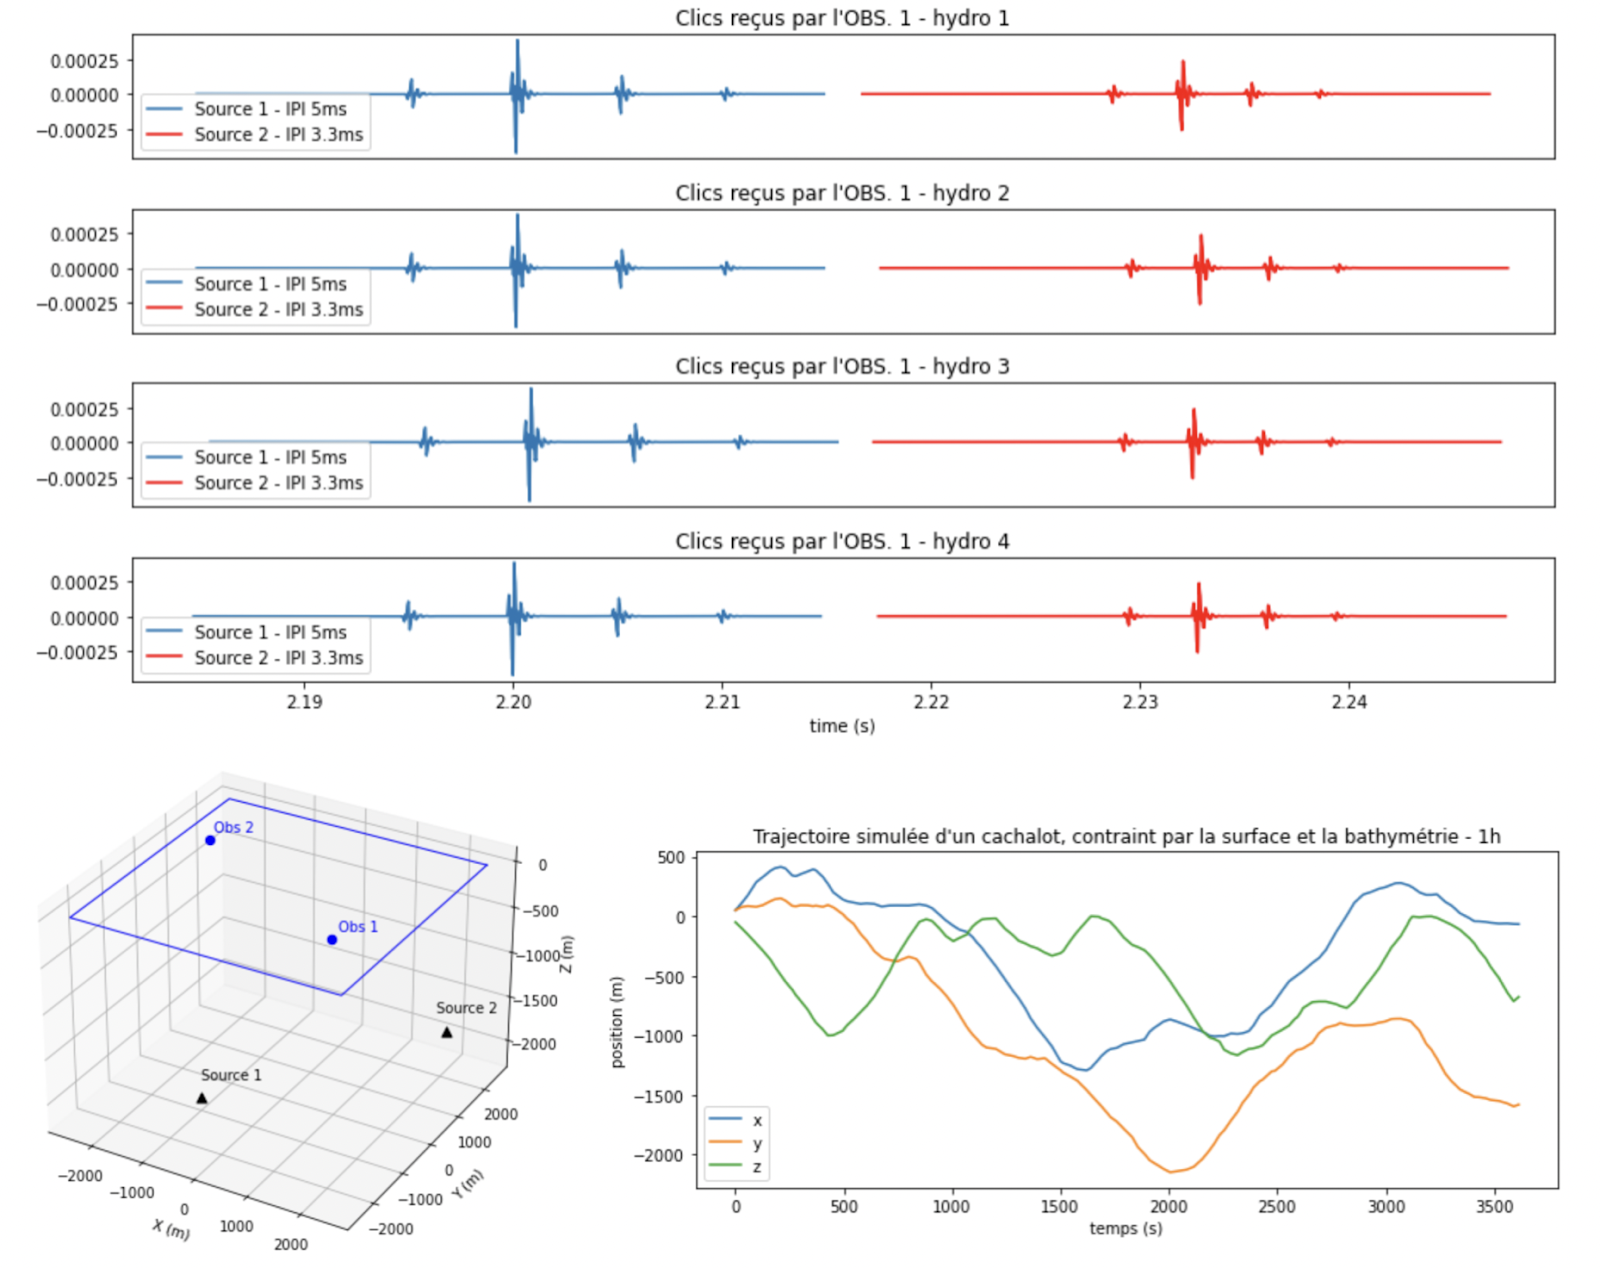 Clics reçus par l'OBS. 1 - hydro 1
0.00025
0.00000
−0.00025
Source 1 - IPI 5ms
Source 2 - IPI 3.3ms
Clics reçus par l'OBS. 1 - hydro 2
0.00025
0.00000
−0.00025
Source 1 - IPI 5ms
Source 2 - IPI 3.3ms
Clics reçus par l'OBS. 1 - hydro 3
0.00025
0.00000
−0.00025
Source 1 - IPI 5ms
Source 2 - IPI 3.3ms
Clics reçus par l'OBS. 1 - hydro 4
0.00025
0.00000
−0.00025
Source 1 - IPI 5ms
Source 2 - IPI 3.3ms
2.19 2.20 2.21 2.22 2.23 2.24
time (s)
Obs 2
Obs 1
Source 2
Source 1
0
−500
−1000
−1500
−2000
Z (m)
2000
1000
0
−1000
−2000
Y (m)
−2000
−1000
0
1000
2000
X (m)
Trajectoire simulée d'un cachalot, contraint par la surface et la bathymétrie - 1h
500
0
−500
−1000
−1500
−2000
position (m)
x
y
z
0 500 1000 1500 2000 2500 3000 3500
temps (s)